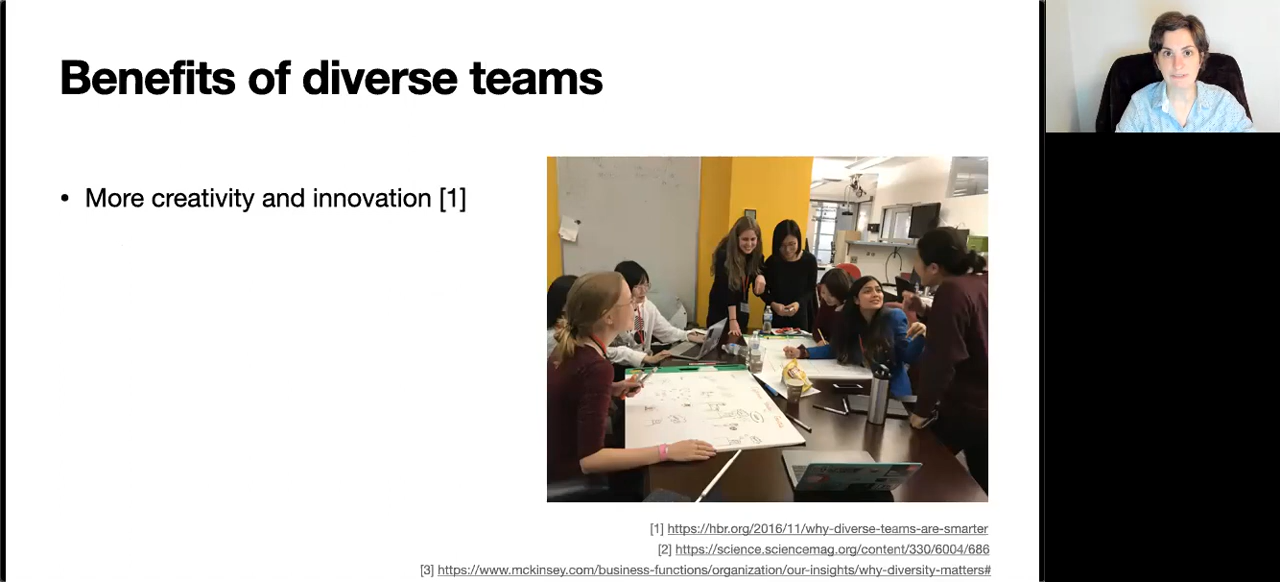 Benefits of diverse teams
• More creativity and innovation [1]
[1] https://hbr.org/2016/11/why-diverse-teams-are-smarter
[2] https://science.sciencemag.org/content/330/6004/686
[3] https://www.mckinsey.com/business-functions/organization/our-insights/why-diversity-matters#